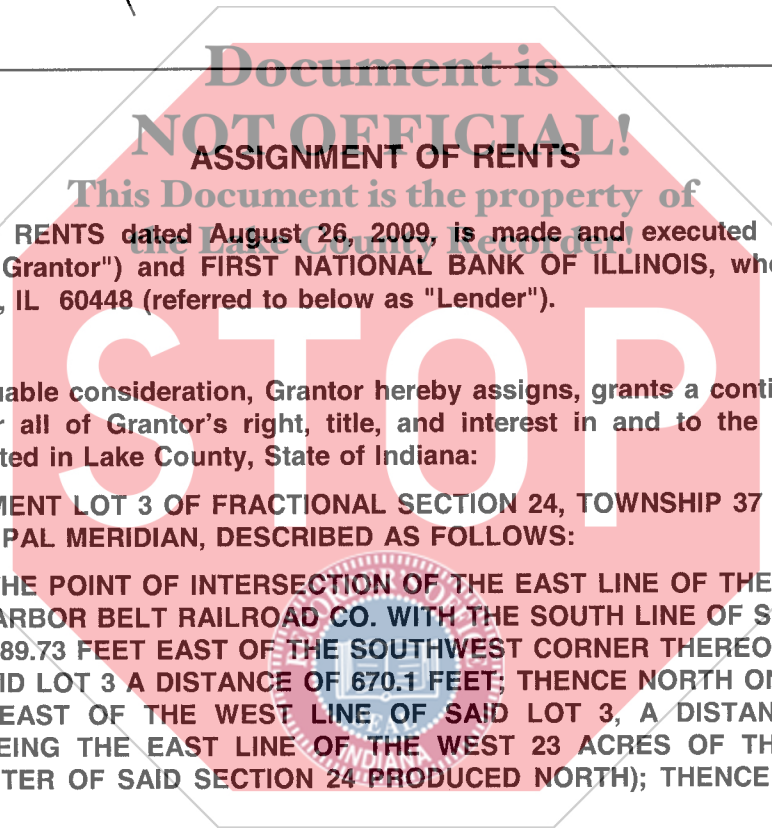 Document is
NOT OFFICIAL!
ASSIGNMENT OF RENTS
This Document is the property of
the Lake County Recorder!
RENTS dated August 26, 2009, is made and executed
Grantor") and FIRST NATIONAL BANK OF ILLINOIS, who
, IL 60448 (referred to below as "Lender").
STOP
uable consideration, Grantor hereby assigns, grants a conti
r all of Grantor's right, title, and interest in and to the
ted in Lake County, State of Indiana:
MENT LOT 3 OF FRACTIONAL SECTION 24, TOWNSHIP 37
PAL MERIDIAN, DESCRIBED AS FOLLOWS:
THE POINT OF INTERSECTION OF THE EAST LINE OF THE
ARBOR BELT RAILROAD CO. WITH THE SOUTH LINE OF S
89.73 FEET EAST OF THE SOUTHWEST CORNER THEREO
ID LOT 3 A DISTANCE OF 670.1 FEET; THENCE NORTH ON
EAST OF THE WEST LINE OF SAID LOT 3, A DISTAN
EING THE EAST LINE OF THE WEST 23 ACRES OF TH
TER OF SAID SECTION 24 PRODUCED NORTH); THENCE
SEAL
INDIANA